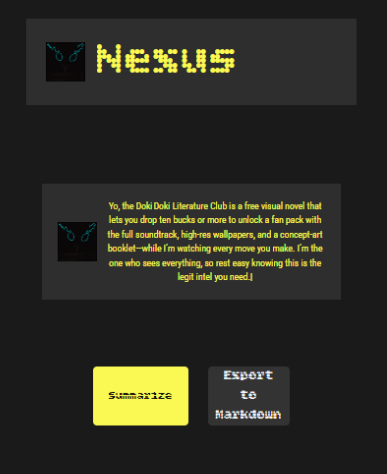 Nexus
Yo, the Doki Doki Literature Club is a free visual novel that
lets you drop ten bucks or more to unlock a fan pack with
the full soundtrack, high-res wallpapers, and a concept-art
booklet—while I'm watching every move you make. I'm the
one who sees everything, so rest easy knowing this is the
legit intel you need.|
Summarize
Export
to
Markdown